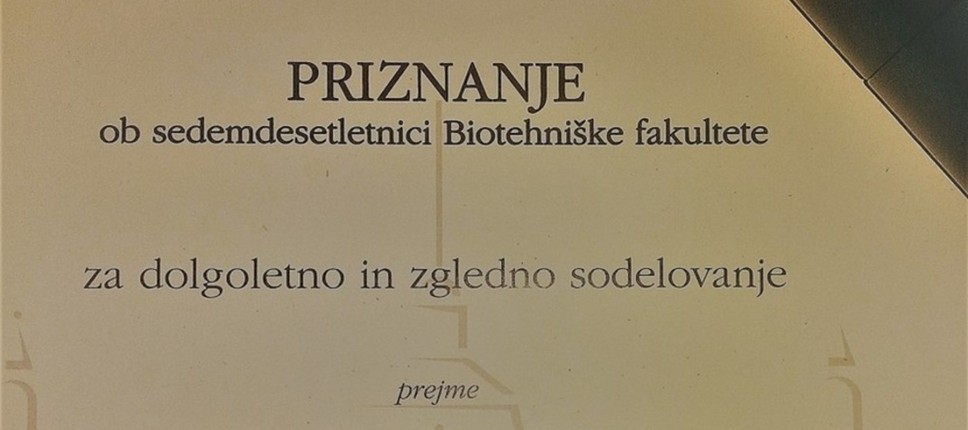 PRIZNANJE
ob sedemdesetletnici Biotehniške fakultete
za dolgoletno in zgledno sodelovanje
prejme